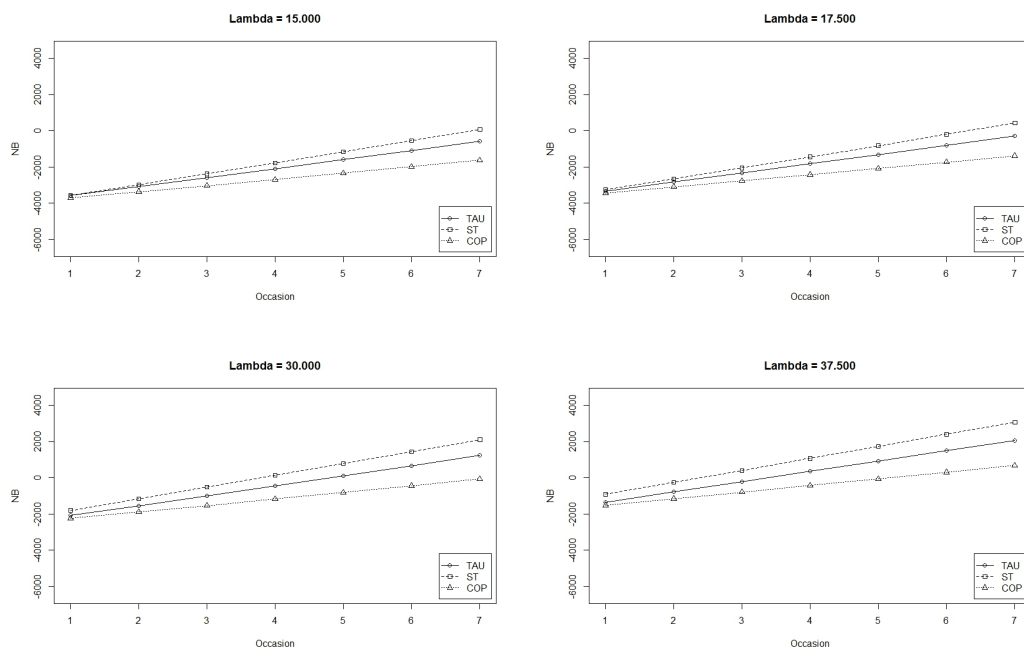 Lambda = 15.000
NB
4000
2000
0
-2000
-4000
-6000
TAU
ST
COP
1 2 3 4 5 6 7
Occasion
Lambda = 17.500
NB
4000
2000
0
-2000
-4000
-6000
TAU
ST
COP
1 2 3 4 5 6 7
Occasion
Lambda = 30.000
NB
4000
2000
0
-2000
-4000
-6000
TAU
ST
COP
1 2 3 4 5 6 7
Occasion
Lambda = 37.500
NB
4000
2000
0
-2000
-4000
-6000
TAU
ST
COP
1 2 3 4 5 6 7
Occasion